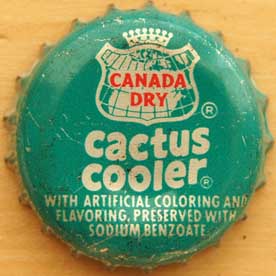 CANADA
DRY
®
cactus
cooler®
WITH ARTIFICIAL COLORING AND
FLAVORING, PRESERVED WITH
SODIUM BENZOATE